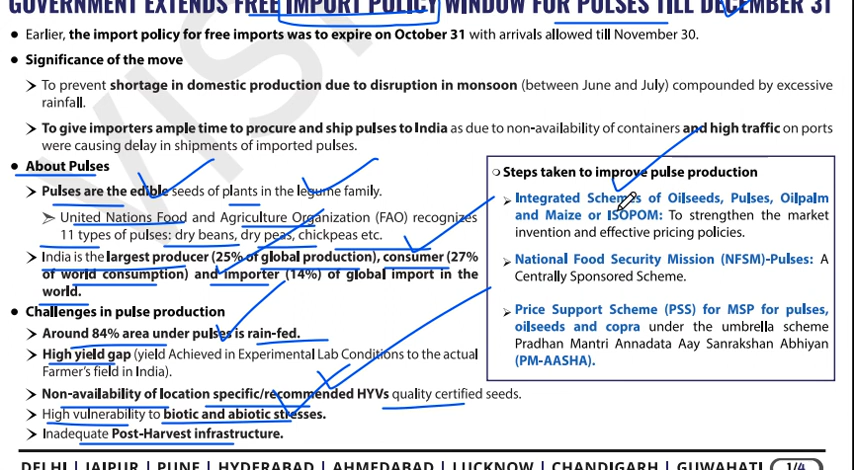 GOVERNMENT EXTENDS FREE IMPORT POLICY WINDOW FOR PULSES TILL DECEMBER 31
• Earlier, the import policy for free imports was to expire on October 31 with arrivals allowed till November 30.
• Significance of the move
➢ To prevent shortage in domestic production due to disruption in monsoon (between June and July) compounded by excessive
rainfall.
➢ To give importers ample time to procure and ship pulses to India as due to non-availability of containers and high traffic on ports
were causing delay in shipments of imported pulses.
• About Pulses
➢ Pulses are the edible seeds of plants in the legume family.
➢ United Nations Food and Agriculture Organization (FAO) recognizes
11 types of pulses: dry beans, dry peas, chickpeas etc.
➢ India is the largest producer (25% of global production), consumer (27%
of world consumption) and importer (14%) of global import in the
world.
• Challenges in pulse production
➢ Around 84% area under pulses is rain-fed.
➢ High yield gap (yield Achieved in Experimental Lab Conditions to the actual
Farmer's field in India).
➢ Non-availability of location specific/recommended HYVs quality certified seeds.
➢ High vulnerability to biotic and abiotic stresses.
➢ Inadequate Post-Harvest infrastructure.
○ Steps taken to improve pulse production
➢ Integrated Schemes of Oilseeds, Pulses, Oilpalm
and Maize or ISOPOM: To strengthen the market
invention and effective pricing policies.
➢ National Food Security Mission (NFSM)-Pulses: A
Centrally Sponsored Scheme.
➢ Price Support Scheme (PSS) for MSP for pulses,
oilseeds and copra under the umbrella scheme
Pradhan Mantri Annadata Aay Sanrakshan Abhiyan
(PM-AASHA).
DELHI | JAIPUR | PUNE | HYDERABAD | AHMEDABAD | LUCKNOW | CHANDIGARH | GUWAHATI 1/4